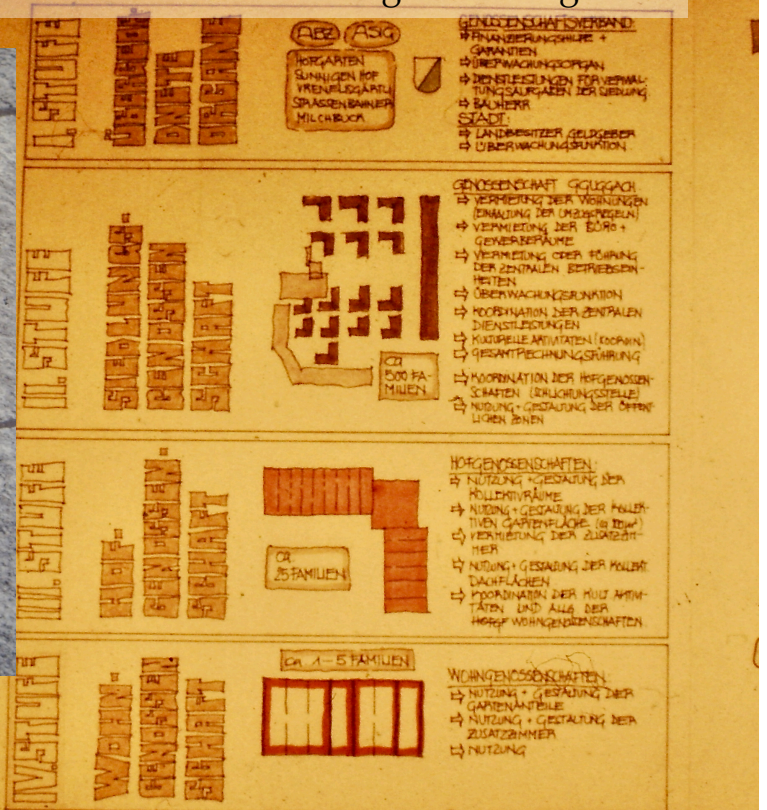 I. STUFE
ÜBERGE-
ORDNETE
ORGANE
ABZ
ASIG
HOFGARTEN
SUNNIGEN HOF
VRENELISGÄRTLI
STRASSENBAHNER
MILCHBUCK
GENOSSENSCHAFTSVERBAND:
⇨ FINANZIERUNGSHILFE +
GARANTIEN
⇨ ÜBERWACHUNGSORGAN
⇨ DIENSTLEISTUNGEN FÜR VERWAL-
TUNGSAUFGABEN DER SIEDLUNG
⇨ BAUHERR
STADT:
⇨ LANDBESITZER GELDGEBER
⇨ ÜBERWACHUNGSFUNKTION
II. STUFE
SIEDLUNGS-
GENOSSEN
SCHAFT
CA
500 FA-
MILIEN
GENOSSENSCHAFT GGUGGACH
⇨ VERMIETUNG DER WOHNUNGEN
(EINHALTUNG DER UMZUGSREGELN)
⇨ VERMIETUNG DER BÜRO +
GEWERBERÄUME
⇨ VERMIETUNG ODER FÜHRUNG
DER ZENTRALEN BETRIEBSEIN-
HEITEN
⇨ ÜBERWACHUNGSFUNKTION
⇨ KOORDINATION DER ZENTRALEN
DIENSTLEISTUNGEN
⇨ KULTURELLE AKTIVITÄTEN (KOORDIN)
⇨ GESAMTRECHNUNGSFÜHRUNG
⇨ KOORDINATION DER HOFGENOSSEN-
SCHAFTEN (SCHLICHTUNGSSTELLE)
⇨ NUTZUNG + GESTALTUNG DER ÖFFENT-
LICHEN ZONEN
III. STUFE
HOF-
GENOSSEN-
SCHAFT
CA.
25 FAMILIEN
HOFGENOSSENSCHAFTEN:
⇨ NUTZUNG + GESTALTUNG DER
KOLLEKTIVRÄUME
⇨ NUTZUNG + GESTALTUNG DER KOLLEK-
TIVEN GARTENFLÄCHE
⇨ VERMIETUNG DER ZUSATZZIM-
MER
⇨ NUTZUNG + GESTALTUNG DER KOLLEKT.
DACHFLÄCHEN
⇨ KOORDINATION DER KULT. AKTIVI-
TÄTEN UND ALLG. DER
WOHNGENOSSENSCHAFTEN
IV. STUFE
WOHN-
GENOSSEN
SCHAFT
CA. 1-5 FAMILIEN
WOHNGENOSSENSCHAFTEN:
⇨ NUTZUNG + GESTALTUNG DER
GARTENANTEILE
⇨ NUTZUNG + GESTALTUNG DER
ZUSATZZIMMER
⇨ NUTZUNG